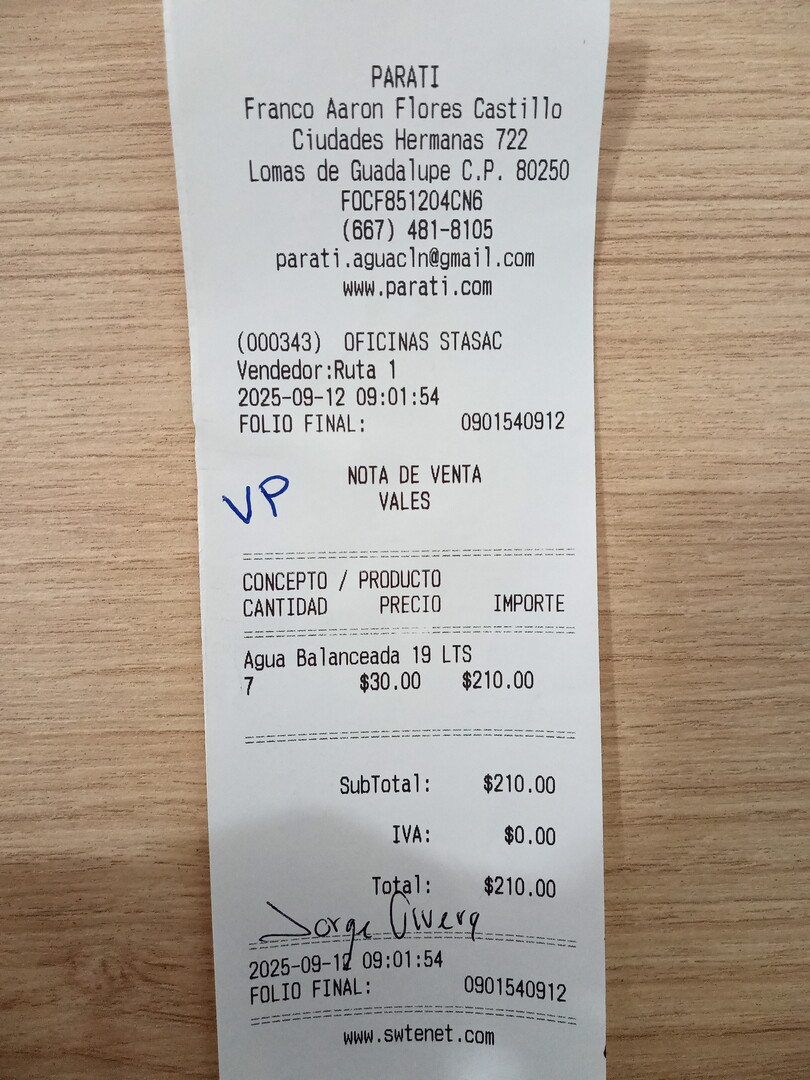 PARATI
Franco Aaron Flores Castillo
Ciudades Hermanas 722
Lomas de Guadalupe C.P. 80250
FOCF851204CN6
(667) 481-8105
parati.aguacln@gmail.com
www.parati.com
(000343) OFICINAS STASAC
Vendedor:Ruta 1
2025-09-12 09:01:54
FOLIO FINAL: 0901540912
NOTA DE VENTA
VALES
VP
CONCEPTO / PRODUCTO
CANTIDAD PRECIO IMPORTE
Agua Balanceada 19 LTS
7 $30.00 $210.00
SubTotal: $210.00
IVA: $0.00
Total: $210.00
Jorge
2025-09-12 09:01:54
FOLIO FINAL: 0901540912
www.swtenet.com